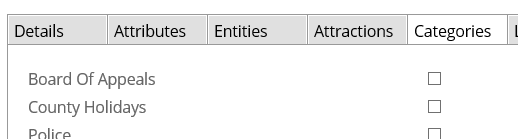 Details Attributes Entities Attractions Categories
Board Of Appeals
County Holidays
Police